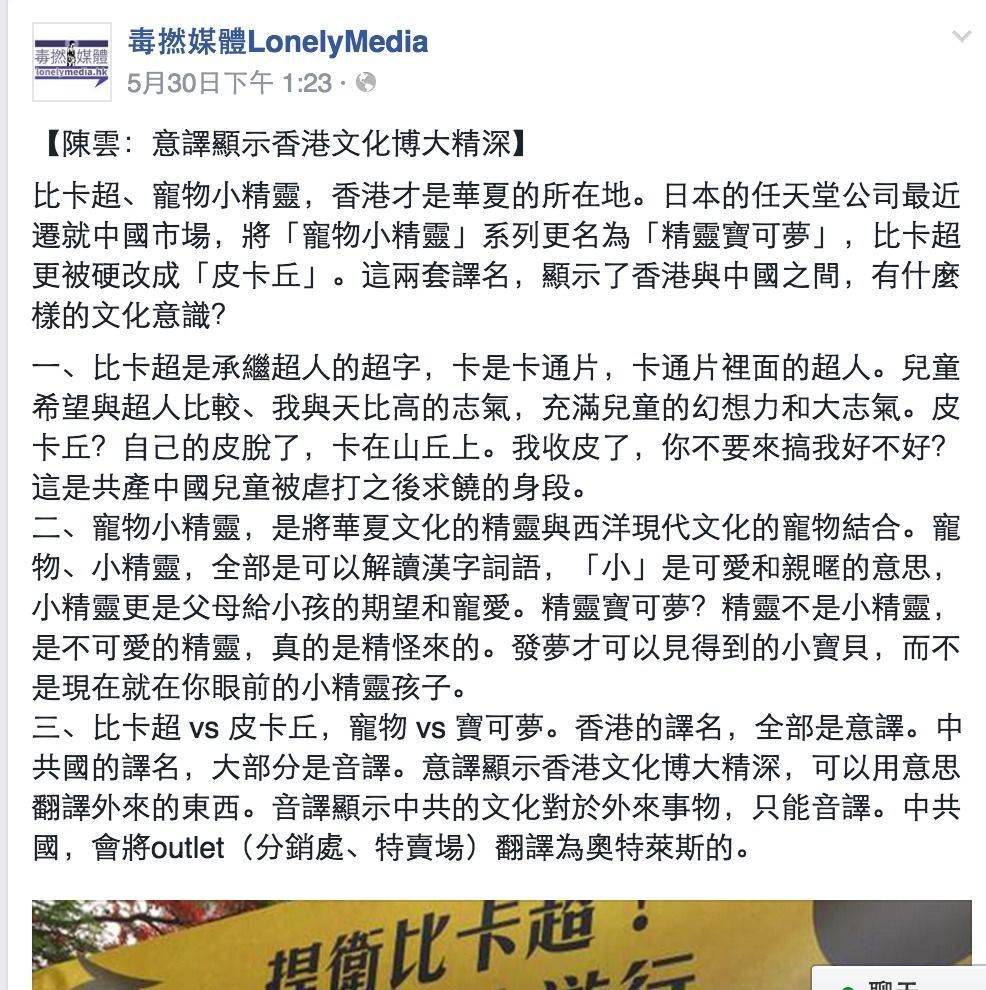 毒撚媒體
lonelymedia.hk
毒撚媒體LonelyMedia
5月30日下午 1:23 ·
【陳雲：意譯顯示香港文化博大精深】
比卡超、寵物小精靈，香港才是華夏的所在地。日本的任天堂公司最近
遷就中國市場，將「寵物小精靈」系列更名為「精靈寶可夢」，比卡超
更被硬改成「皮卡丘」。這兩套譯名，顯示了香港與中國之間，有什麼
樣的文化意識？
一、比卡超是承繼超人的超字，卡是卡通片，卡通片裡面的超人。兒童
希望與超人比較、我與天比高的志氣，充滿兒童的幻想力和大志氣。皮
卡丘？自己的皮脫了，卡在山丘上。我收皮了，你不要來搞我好不好？
這是共產中國兒童被虐打之後求饒的身段。
二、寵物小精靈，是將華夏文化的精靈與西洋現代文化的寵物結合。寵
物、小精靈，全部是可以解讀漢字詞語，「小」是可愛和親暱的意思，
小精靈更是父母給小孩的期望和寵愛。精靈寶可夢？精靈不是小精靈，
是不可愛的精靈，真的是精怪來的。發夢才可以見得到的小寶貝，而不
是現在就在你眼前的小精靈孩子。
三、比卡超 vs 皮卡丘，寵物 vs 寶可夢。香港的譯名，全部是意譯。中
共國的譯名，大部分是音譯。意譯顯示香港文化博大精深，可以用意思
翻譯外來的東西。音譯顯示中共的文化對於外來事物，只能音譯。中共
國，會將outlet（分銷處、特賣場）翻譯為奧特萊斯的。
捍衛比卡超！
遊行
聊天